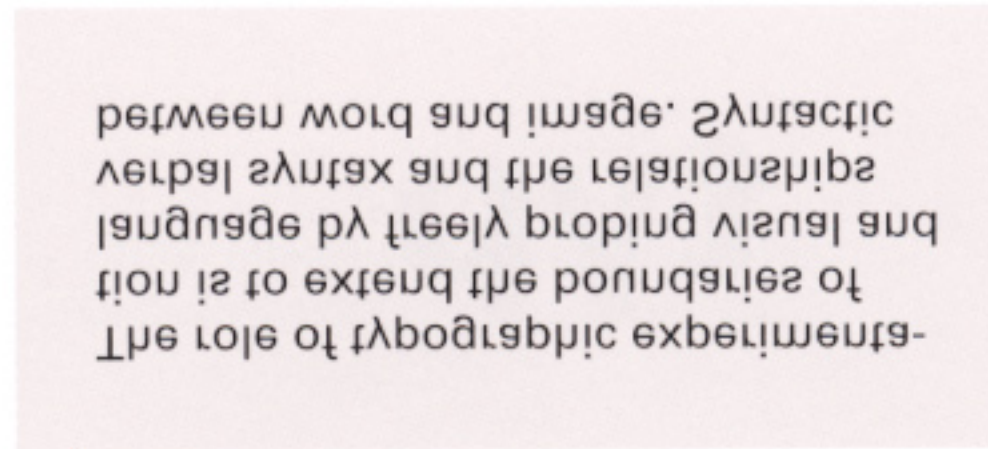 The role of typographic experimenta-
tion is to extend the boundaries of
language by freely probing visual and
verbal syntax and the relationships
between word and image. Syntactic